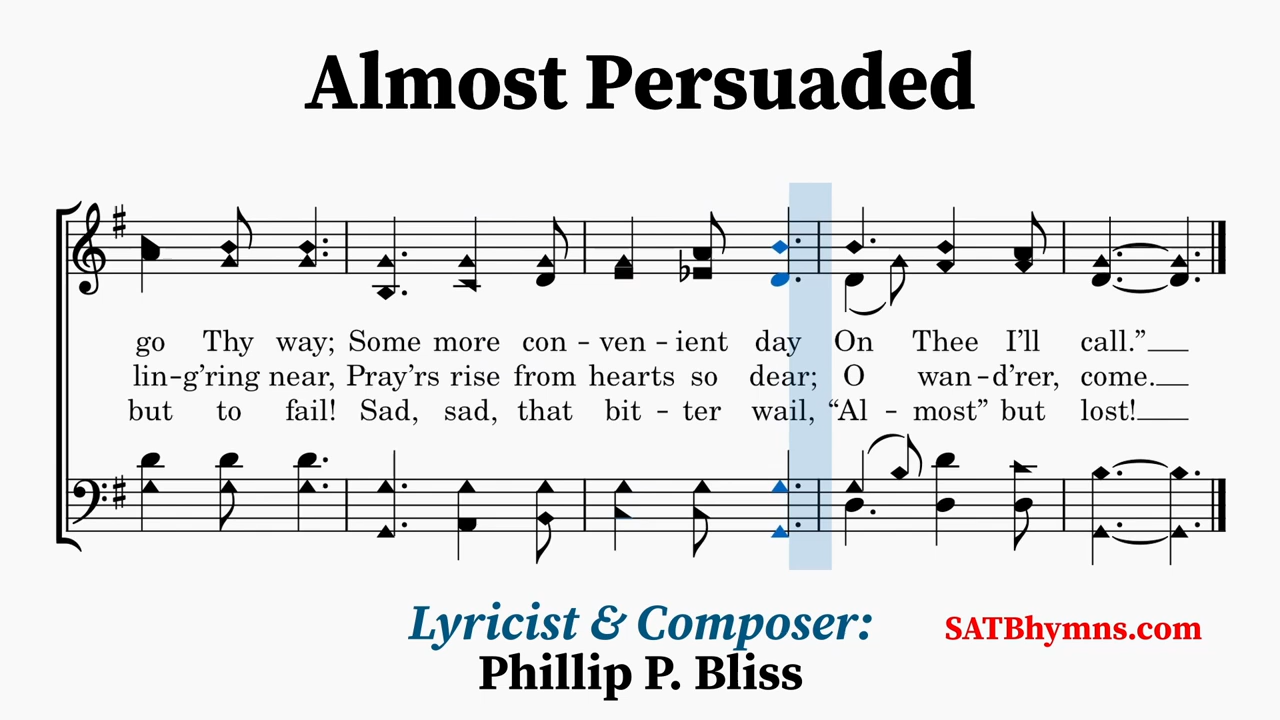 Almost Persuaded
go Thy way; Some more con - ven - ient day On Thee I'll call.”
lin-g'ring near, Pray'rs rise from hearts so dear; O wan-d'rer, come.
but to fail! Sad, sad, that bit - ter wail, “Al - most” but lost!
Lyricist & Composer:
Phillip P. Bliss
SATBhymns.com